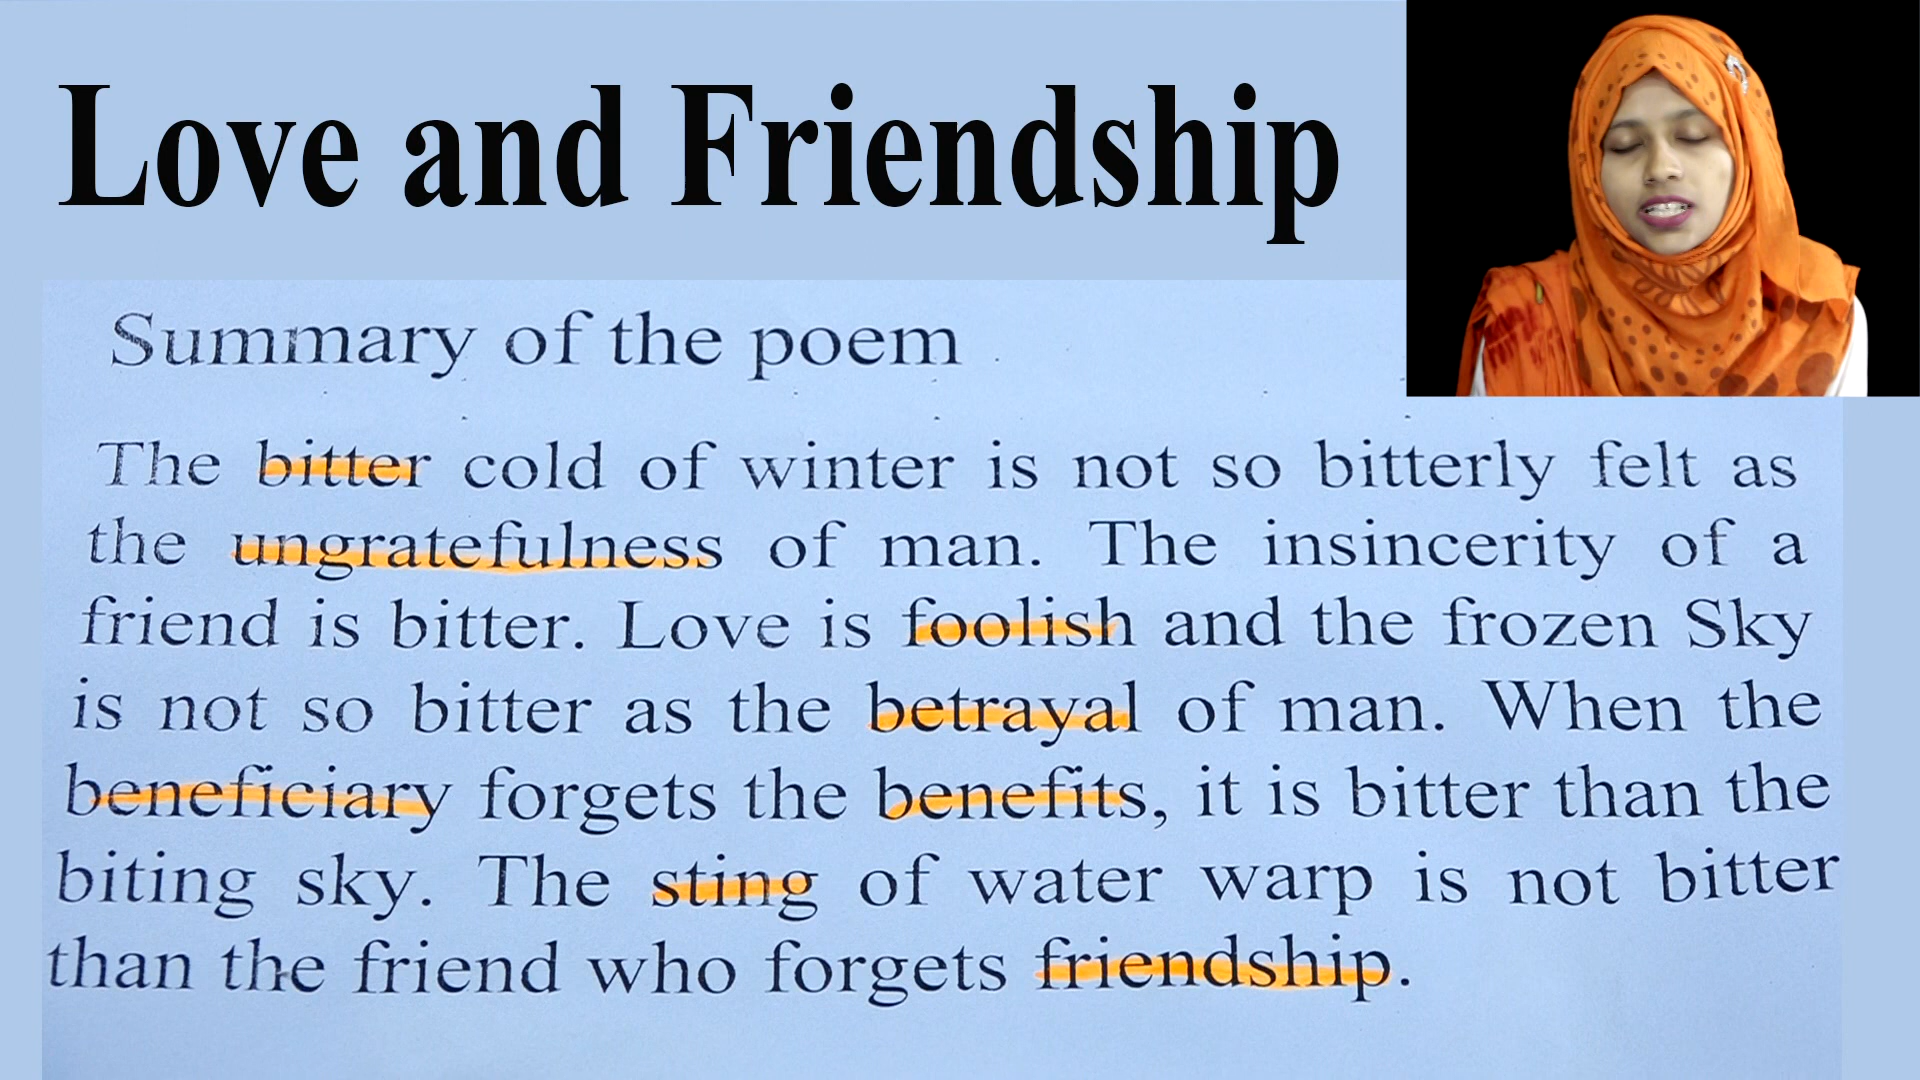 Love and Friendship
Summary of the poem
The bitter cold of winter is not so bitterly felt as
the ungratefulness of man. The insincerity of a
friend is bitter. Love is foolish and the frozen Sky
is not so bitter as the betrayal of man. When the
beneficiary forgets the benefits, it is bitter than the
biting sky. The sting of water warp is not bitter
than the friend who forgets friendship.